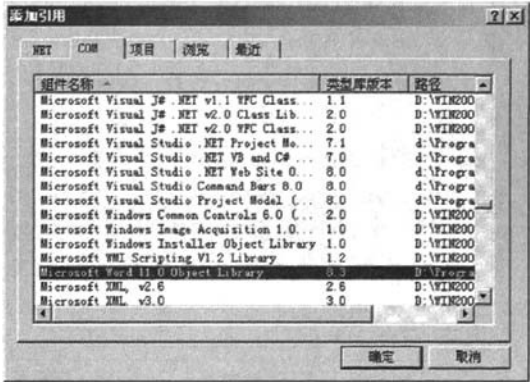 添加引用
NET COM 项目 浏览 最近
组件名称 类型库版本 路径
Microsoft Visual J# .NET v1.1 VFC Class... 1.1 D:\WIN200
Microsoft Visual J# .NET v2.0 Class Lib... 2.0 D:\WIN200
Microsoft Visual J# .NET v2.0 VFC Class... 2.0 D:\WIN200
Microsoft Visual Studio .NET Project Mo... 7.1 d:\Progra
Microsoft Visual Studio .NET VB and C# ... 7.0 d:\Progra
Microsoft Visual Studio .NET Web Site O... 8.0 d:\Progra
Microsoft Visual Studio Command Bars 8.0 8.0 d:\Progra
Microsoft Visual Studio Project Model (... 8.0 d:\Progra
Microsoft Windows Common Controls 6.0 (... 2.0 D:\WIN200
Microsoft Windows Image Acquisition 1.0... 1.0 D:\WIN200
Microsoft Windows Installer Object Library 1.0 D:\WIN200
Microsoft WMI Scripting V1.2 Library 1.2 D:\WIN200
Microsoft Word 11.0 Object Library 8.3 D:\Progra
Microsoft XML, v2.6 2.6 D:\WIN200
Microsoft XML, v3.0 3.0 D:\WIN200
确定 取消